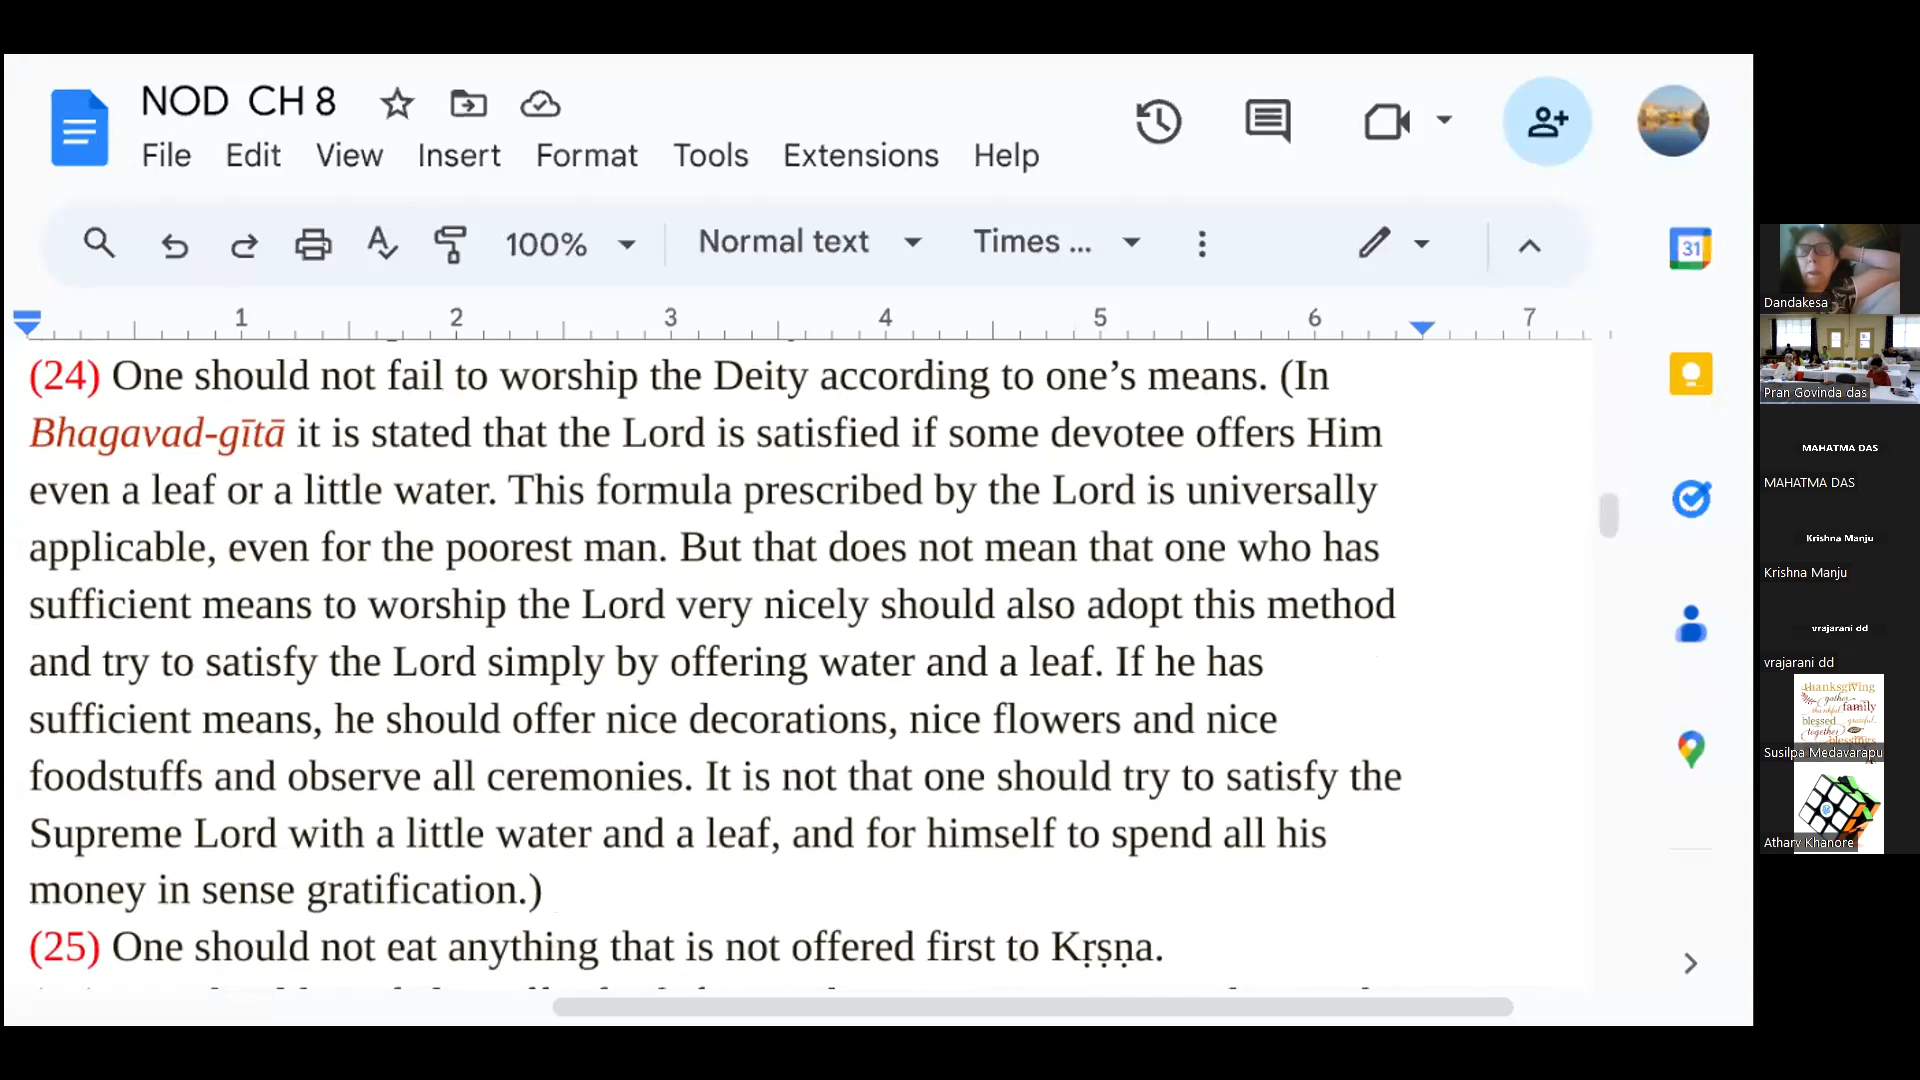 NOD CH 8
File Edit View Insert Format Tools Extensions Help
100% Normal text Times ...
31
1 2 3 4 5 6 7
(24) One should not fail to worship the Deity according to one’s means. (In
Bhagavad-gītā it is stated that the Lord is satisfied if some devotee offers Him
even a leaf or a little water. This formula prescribed by the Lord is universally
applicable, even for the poorest man. But that does not mean that one who has
sufficient means to worship the Lord very nicely should also adopt this method
and try to satisfy the Lord simply by offering water and a leaf. If he has
sufficient means, he should offer nice decorations, nice flowers and nice
foodstuffs and observe all ceremonies. It is not that one should try to satisfy the
Supreme Lord with a little water and a leaf, and for himself to spend all his
money in sense gratification.)
(25) One should not eat anything that is not offered first to Kṛṣṇa.
Dandakesa
Pran Govinda das
MAHATMA DAS
MAHATMA DAS
Krishna Manju
Krishna Manju
vrajarani dd
vrajarani dd
thanksgiving
gather
family
blessed grateful
together
blessings
Susilpa Medavarapu
Atharv Khanore